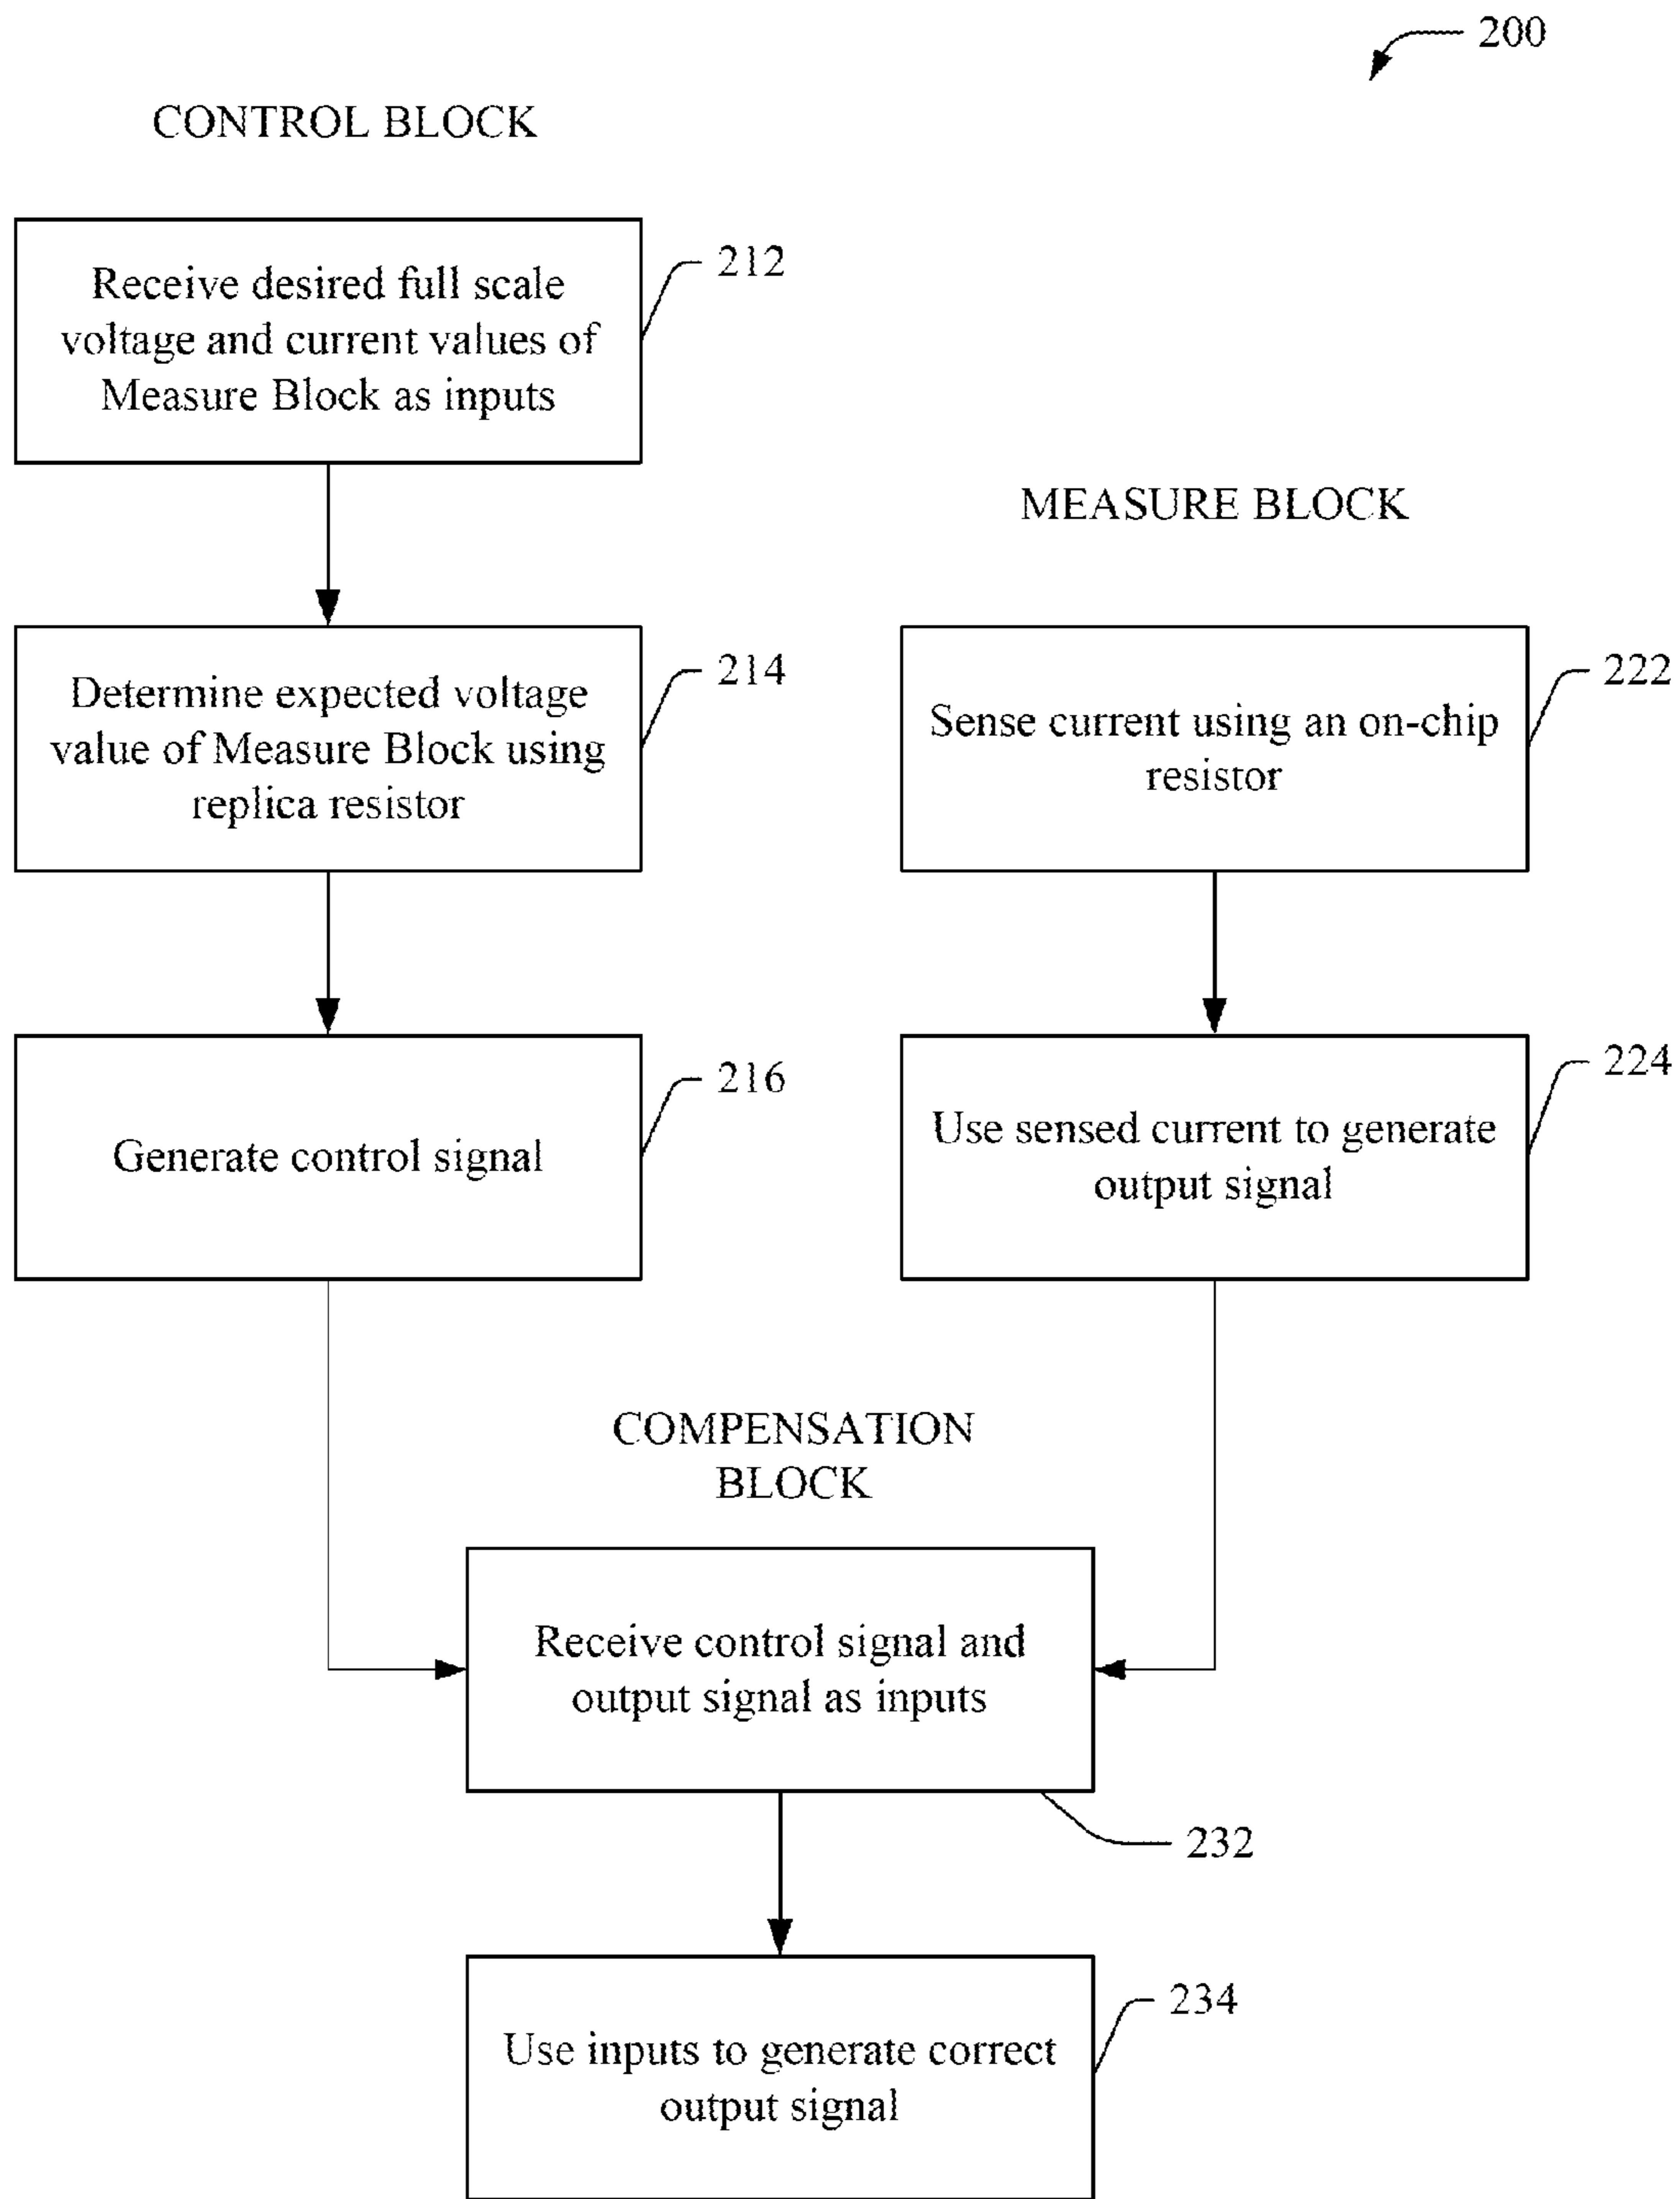 200
CONTROL BLOCK
Receive desired full scale
voltage and current values of
Measure Block as inputs
212
MEASURE BLOCK
Determine expected voltage
value of Measure Block using
replica resistor
214
Sense current using an on-chip
resistor
222
Generate control signal
216
Use sensed current to generate
output signal
224
COMPENSATION
BLOCK
Receive control signal and
output signal as inputs
232
Use inputs to generate correct
output signal
234